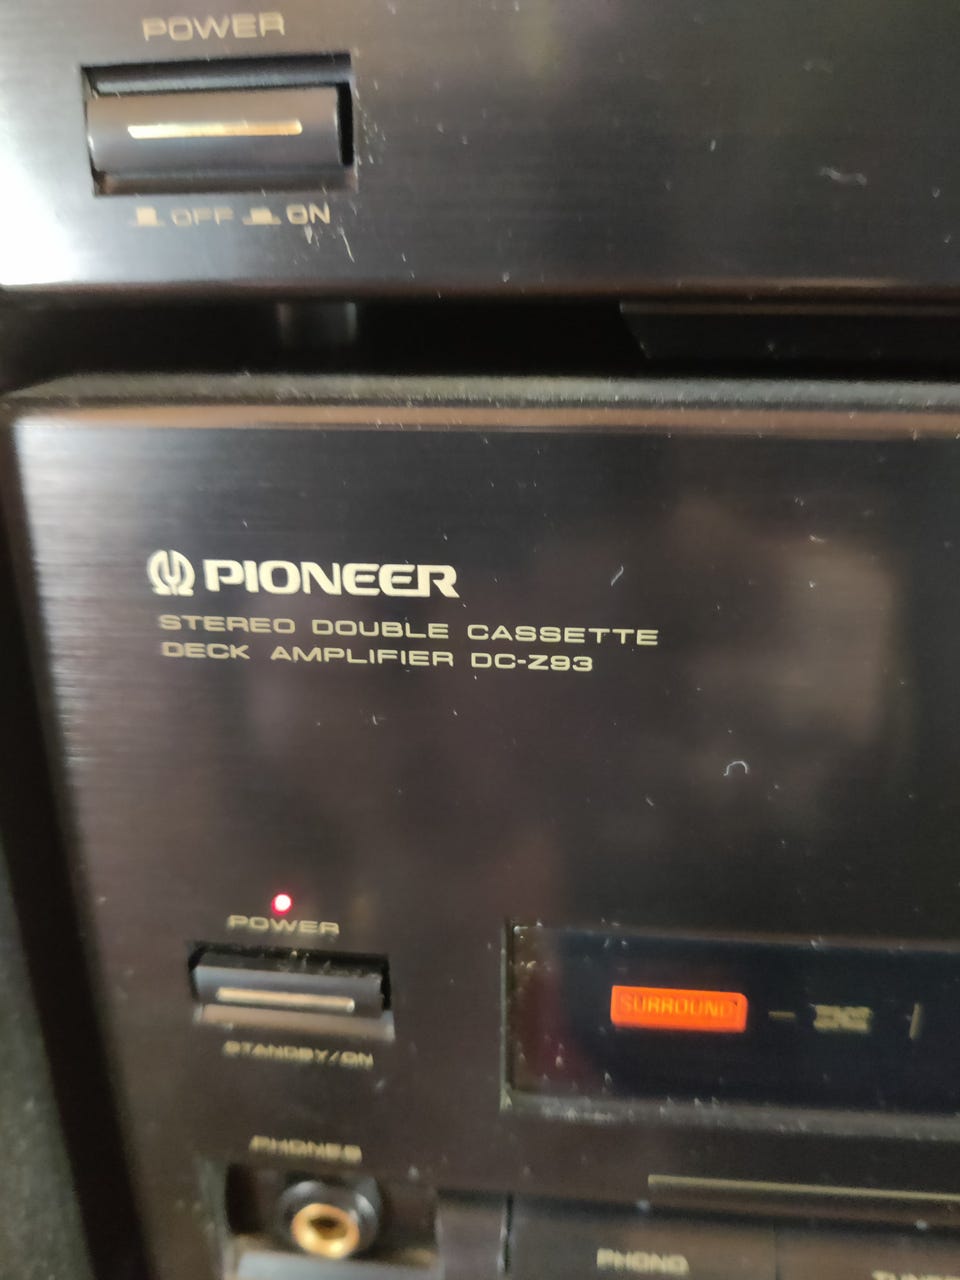 POWER
OFF ON
PIONEER
STEREO DOUBLE CASSETTE
DECK AMPLIFIER DC-Z93
POWER
SURROUND
STANDBY/ON
PHONES
PHONO